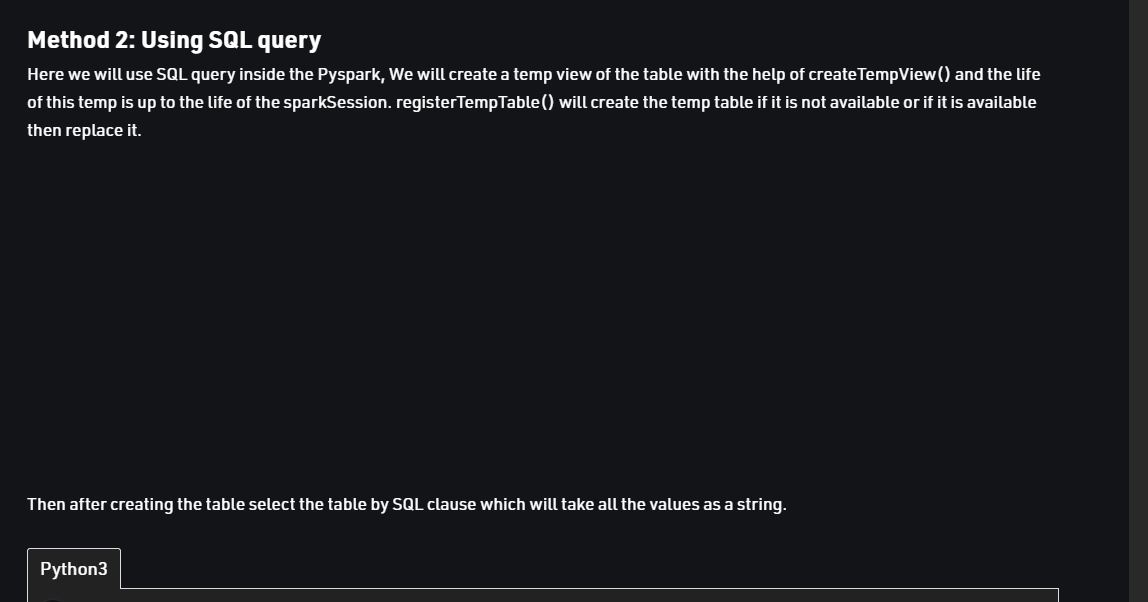 Method 2: Using SQL query
Here we will use SQL query inside the Pyspark, We will create a temp view of the table with the help of createTempView() and the life
of this temp is up to the life of the sparkSession. registerTempTable() will create the temp table if it is not available or if it is available
then replace it.
Then after creating the table select the table by SQL clause which will take all the values as a string.
Python3